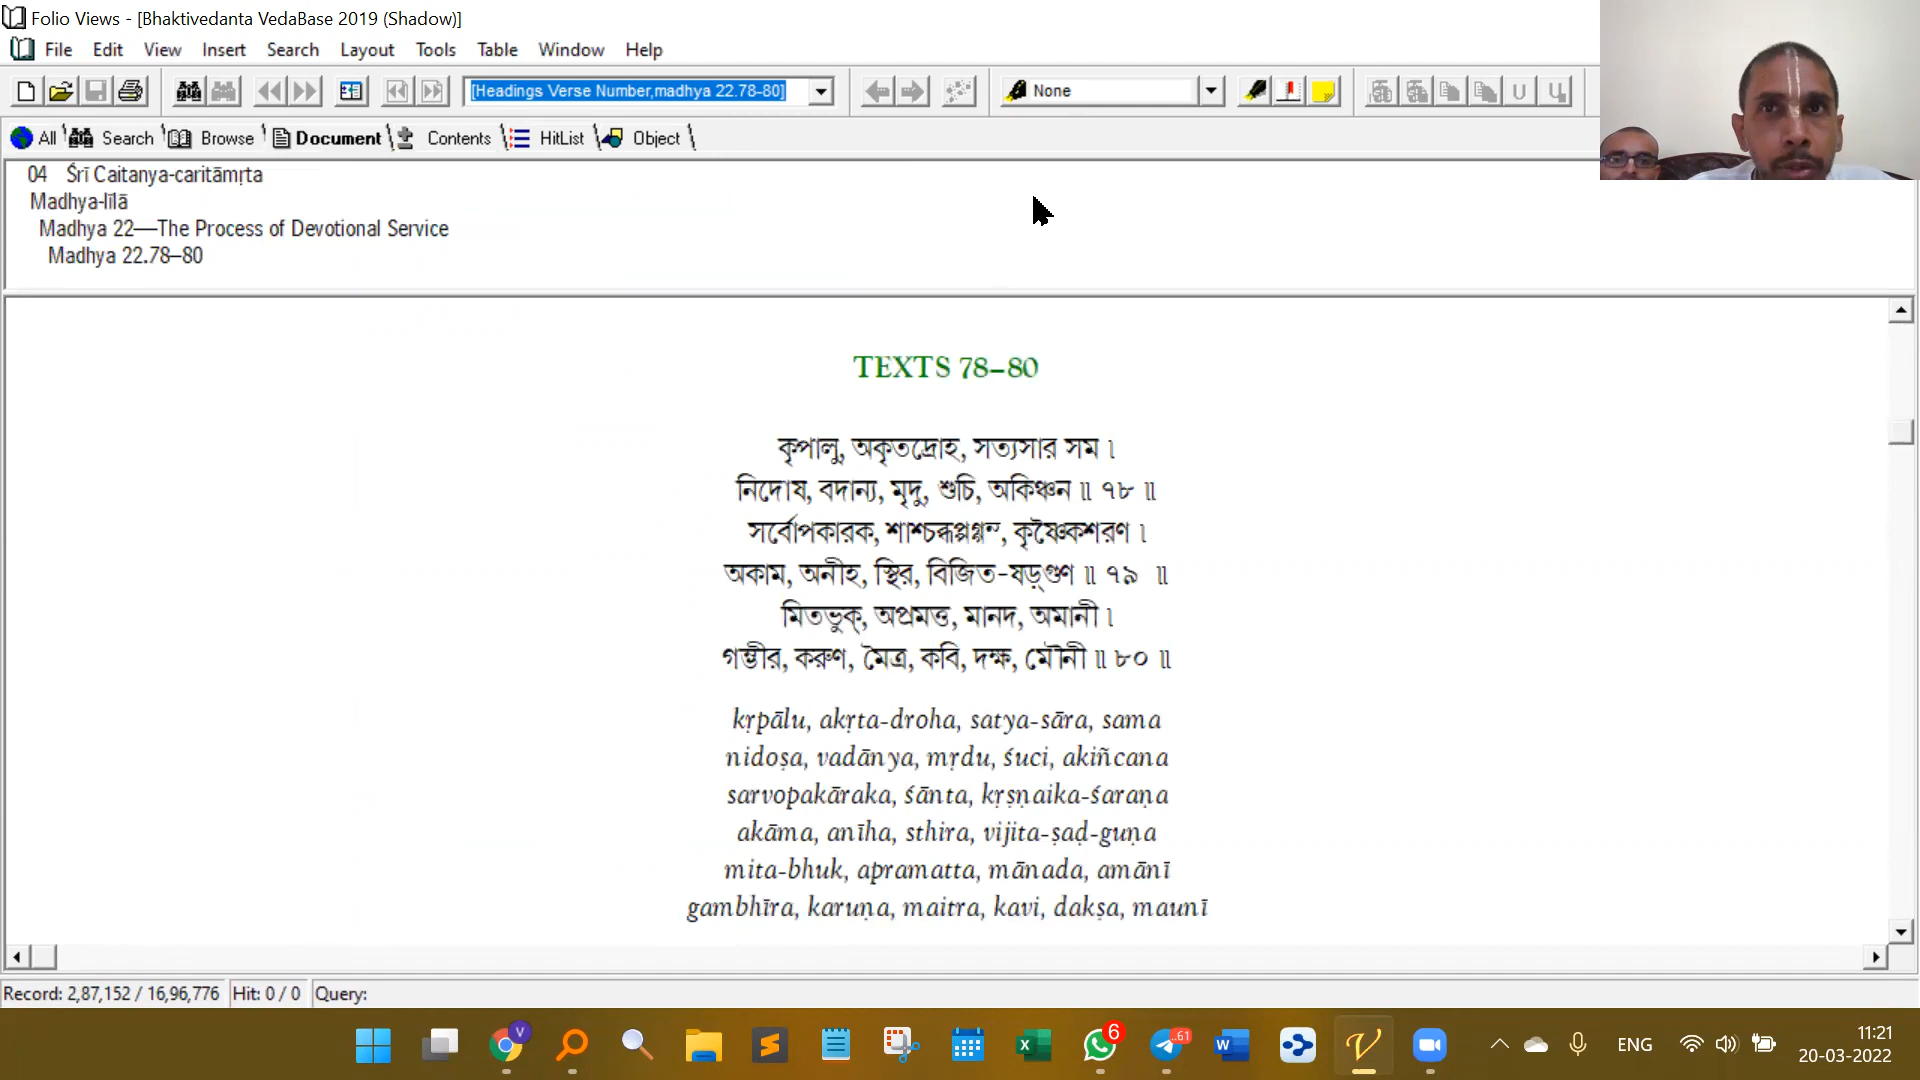 Folio Views - [Bhaktivedanta VedaBase 2019 (Shadow)]
File Edit View Insert Search Layout Tools Table Window Help
[Headings Verse Number,madhya 22.78-80] None
All Search Browse Document Contents HitList Object
04 Śrī Caitanya-caritāmṛta
Madhya-līlā
Madhya 22—The Process of Devotional Service
Madhya 22.78–80
TEXTS 78–80
কৃপালু, অকৃতদ্রোহ, সত্যসার সম ।
নিদোষ, বদান্য, মৃদু, শুচি, অকিঞ্চন ॥ ৭৮ ॥
সর্বোপকারক, কৃষ্ণৈকশরণ ।
অকাম, অনীহ, স্থির, বিজিত-ষড়্গুণ ॥ ৭৯ ॥
মিতভুক্, অপ্রমত্ত, মানদ, অমানী ।
গম্ভীর, করুণ, মৈত্র, কবি, দক্ষ, মৌনী ॥ ৮০ ॥
kṛpālu, akṛta-droha, satya-sāra, sama
nidoṣa, vadānya, mṛdu, śuci, akiñcana
sarvopakāraka, śānta, kṛṣṇaika-śaraṇa
akāma, anīha, sthira, vijita-ṣaḍ-guṇa
mita-bhuk, apramatta, mānada, amānī
gambhīra, karuṇa, maitra, kavi, dakṣa, maunī
Record: 2,87,152 / 16,96,776 Hit: 0 / 0 Query:
V 6 61 ENG 11:21
20-03-2022